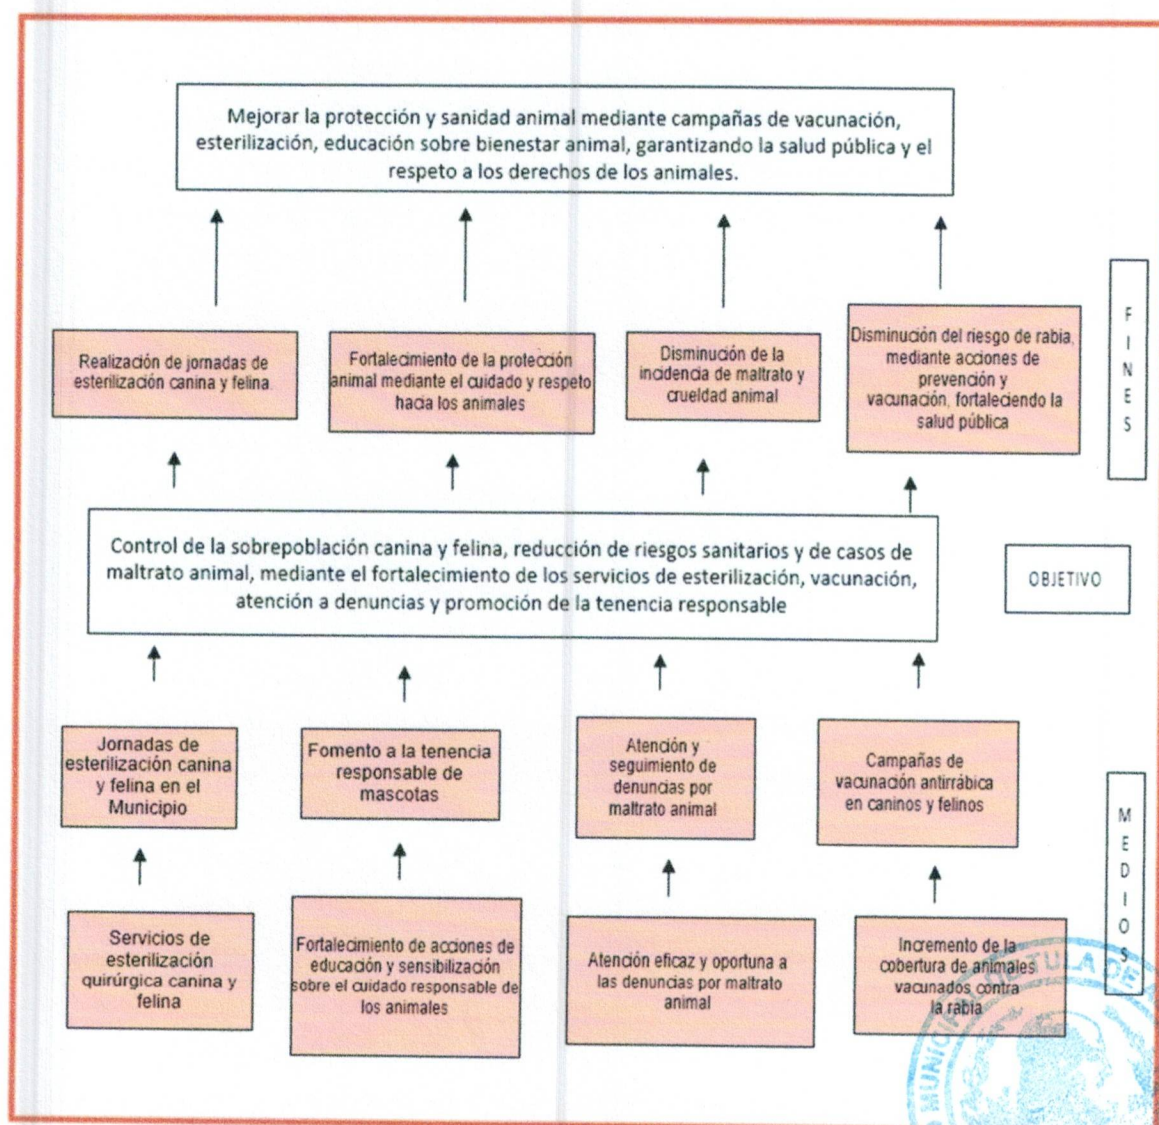 Mejorar la protección y sanidad animal mediante campañas de vacunación,
esterilización, educación sobre bienestar animal, garantizando la salud pública y el
respeto a los derechos de los animales.
Realización de jornadas de
esterilización canina y felina.
Fortalecimiento de la protección
animal mediante el cuidado y respeto
hacia los animales
Disminución de la
incidencia de maltrato y
crueldad animal
Disminución del riesgo de rabia,
mediante acciones de
prevención y
vacunación, fortaleciendo la
salud pública
F
I
N
E
S
Control de la sobrepoblación canina y felina, reducción de riesgos sanitarios y de casos de
maltrato animal, mediante el fortalecimiento de los servicios de esterilización, vacunación,
atención a denuncias y promoción de la tenencia responsable
OBJETIVO
Jornadas de
esterilización canina
y felina en el
Municipio
Fomento a la tenencia
responsable de
mascotas
Atención y
seguimiento de
denuncias por
maltrato animal
Campañas de
vacunación antirrábica
en caninos y felinos
M
E
D
I
O
S
Servicios de
esterilización
quirúrgica canina y
felina
Fortalecimiento de acciones de
educación y sensibilización
sobre el cuidado responsable de
los animales
Atención eficaz y oportuna a
las denuncias por maltrato
animal
Incremento de la
cobertura de animales
vacunados contra
la rabia
TULA DE